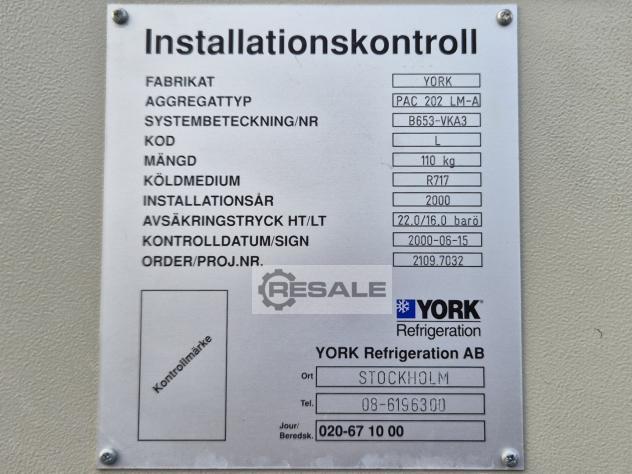 Installationskontroll
FABRIKAT YORK
AGGREGATTYP PAC 202 LM-A
SYSTEMBETECKNING/NR B653-VKA3
KOD L
MÄNGD 110 kg
KÖLDMEDIUM R717
INSTALLATIONSÅR 2000
AVSÄKRINGSTRYCK HT/LT 22.0/16.0 barö
KONTROLLDATUM/SIGN 2000-06-15
ORDER/PROJ.NR. 2109.7032
RESALE
Kontrollmärke
YORK
Refrigeration
YORK Refrigeration AB
Ort STOCKHOLM
Tel. 08-6196300
Jour/
Beredsk. 020-67 10 00